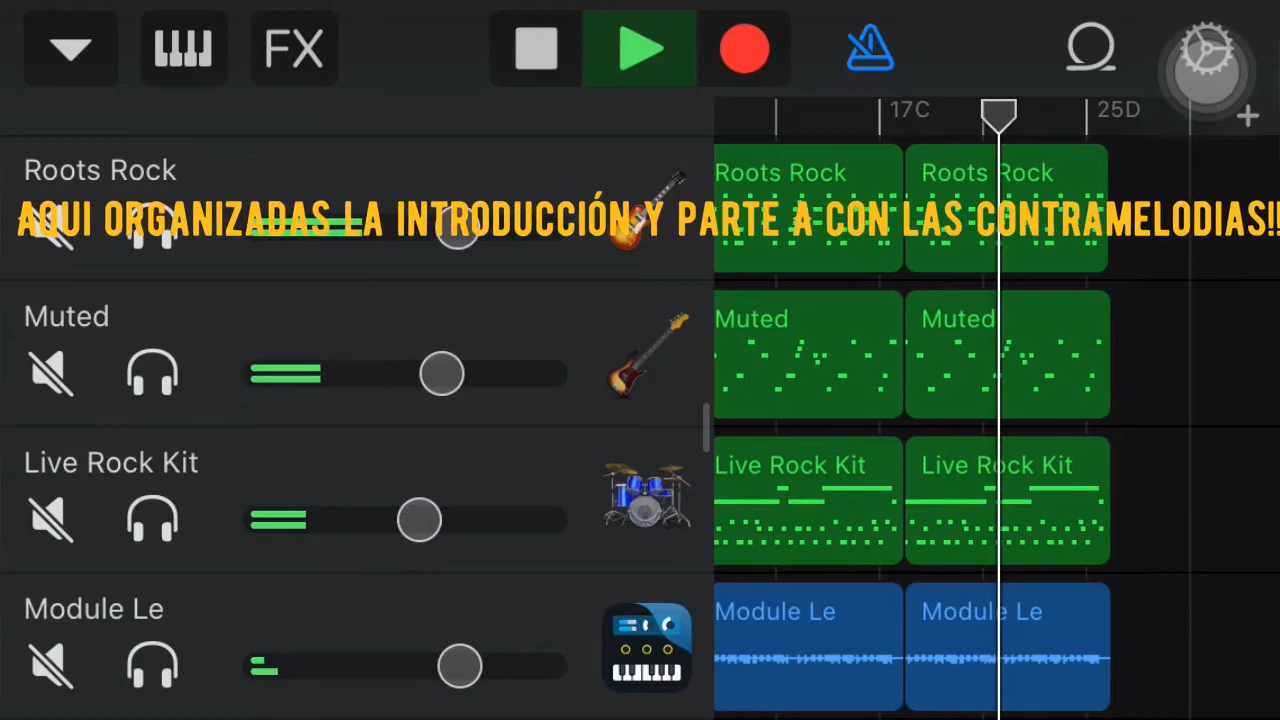 FX
17C 25D
Roots Rock
Roots Rock Roots Rock
AQUI ORGANIZADAS LA INTRODUCCIÓN Y PARTE A CON LAS CONTRAMELODIAS!!
Muted
Muted Muted
Live Rock Kit
Live Rock Kit Live Rock Kit
Module Le
Module Le Module Le